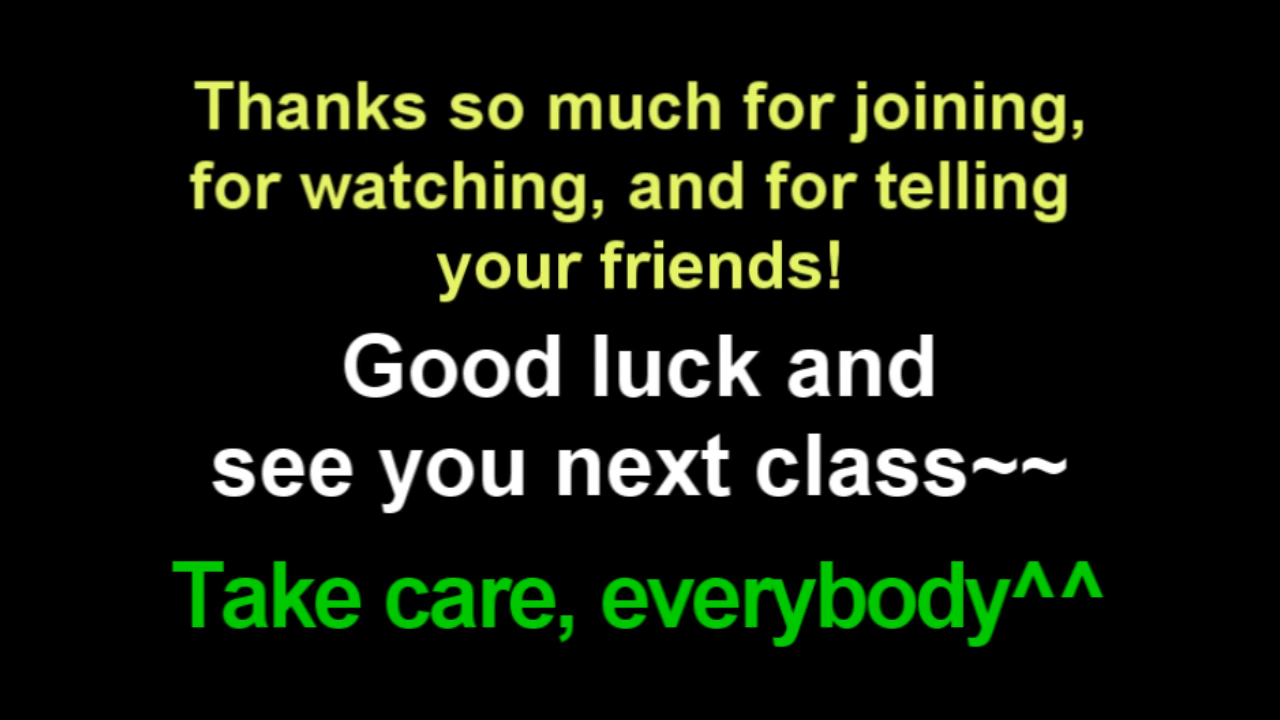 Thanks so much for joining,
for watching, and for telling
your friends!
Good luck and
see you next class~~
Take care, everybody^^